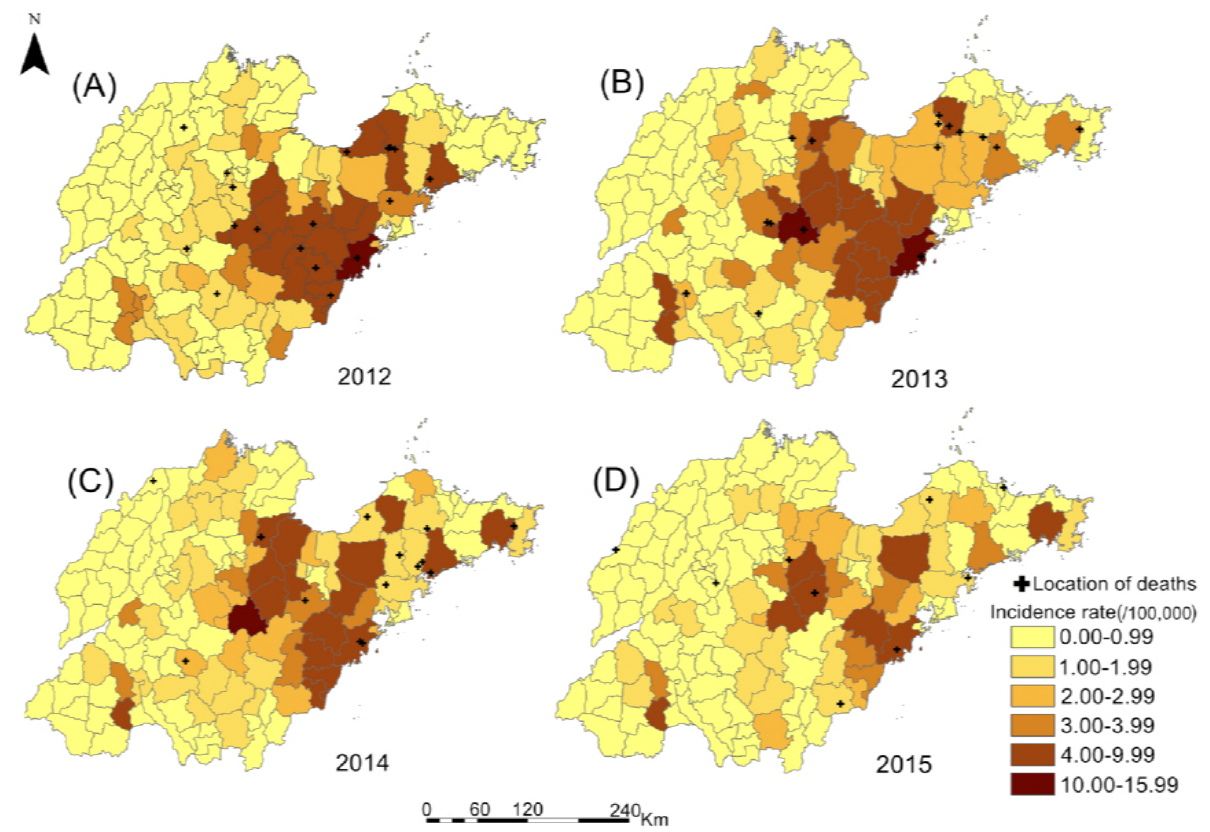 N
(A)
(B)
2012
2013
(C)
(D)
Location of deaths
Incidence rate(/100,000)
0.00-0.99
1.00-1.99
2.00-2.99
3.00-3.99
4.00-9.99
10.00-15.99
2014
2015
0 60 120 240 Km